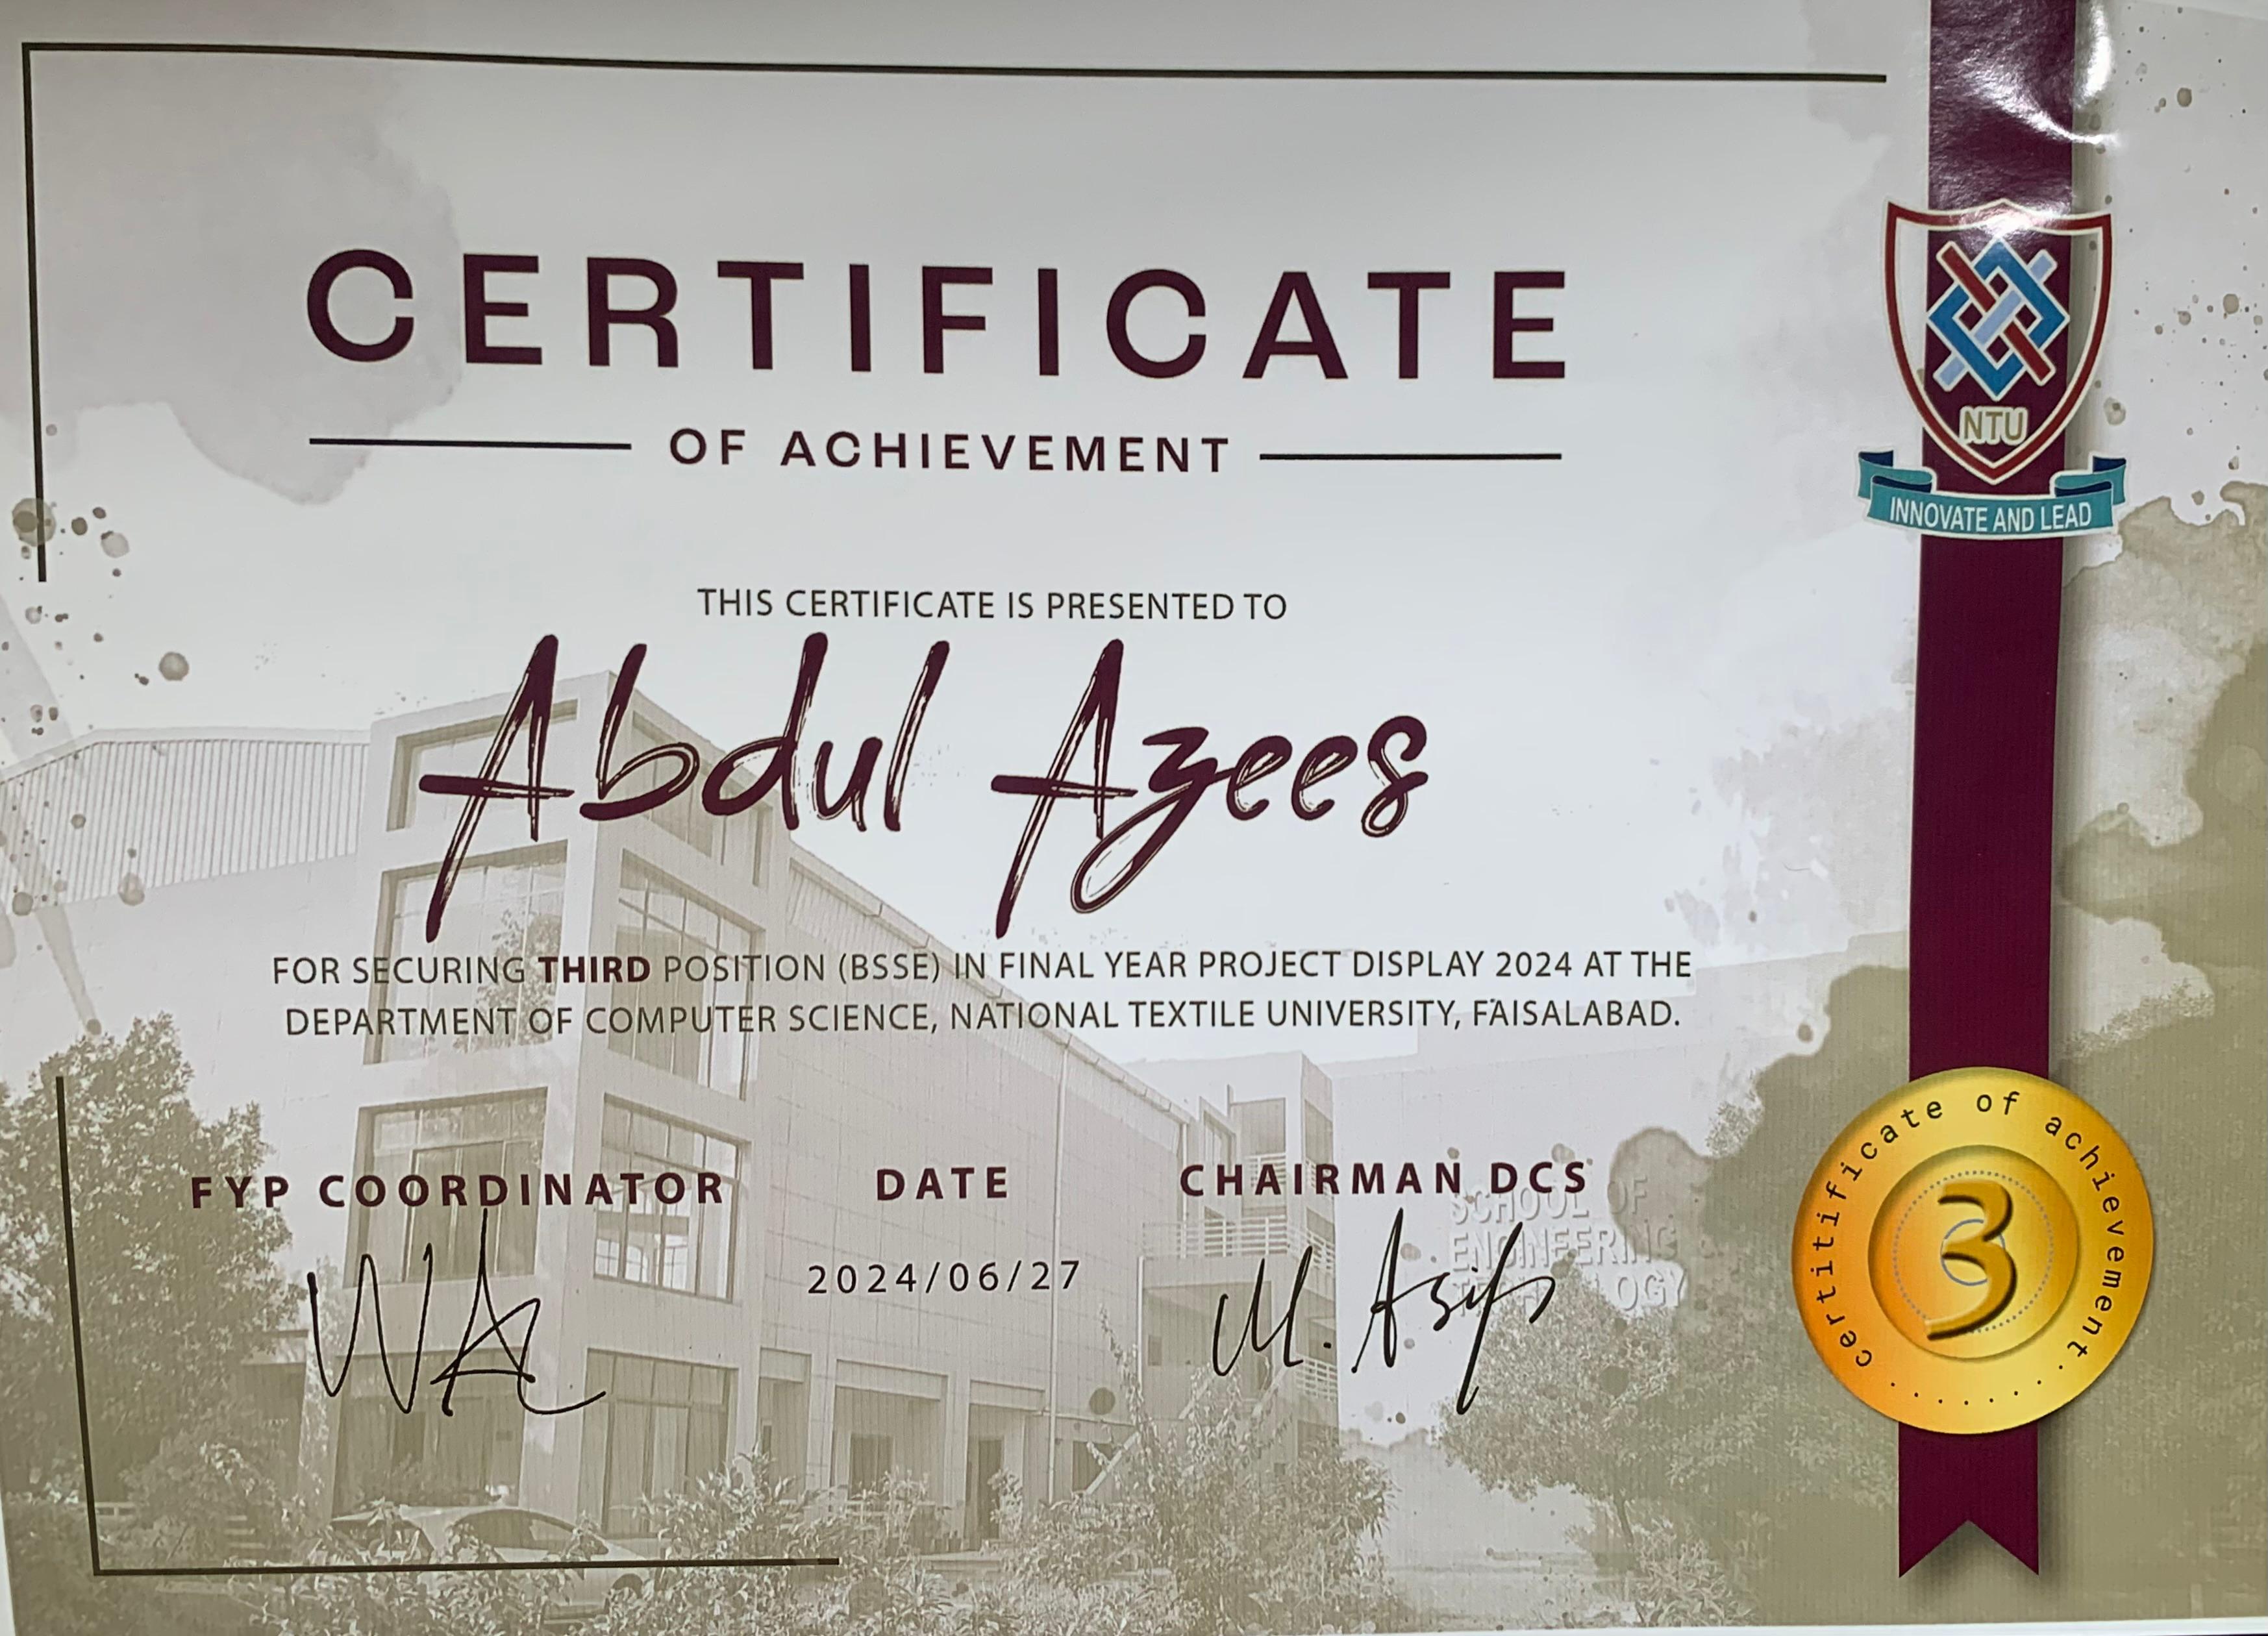 CERTIFICATE
OF ACHIEVEMENT
NTU
INNOVATE AND LEAD
THIS CERTIFICATE IS PRESENTED TO
Abdul Azees
FOR SECURING THIRD POSITION (BSSE) IN FINAL YEAR PROJECT DISPLAY 2024 AT THE
DEPARTMENT OF COMPUTER SCIENCE, NATIONAL TEXTILE UNIVERSITY, FAISALABAD.
FYP COORDINATOR
DATE
2024/06/27
CHAIRMAN DCS
M. Asif
SCHOOL OF
ENGINEERING
certificate of achievement
3